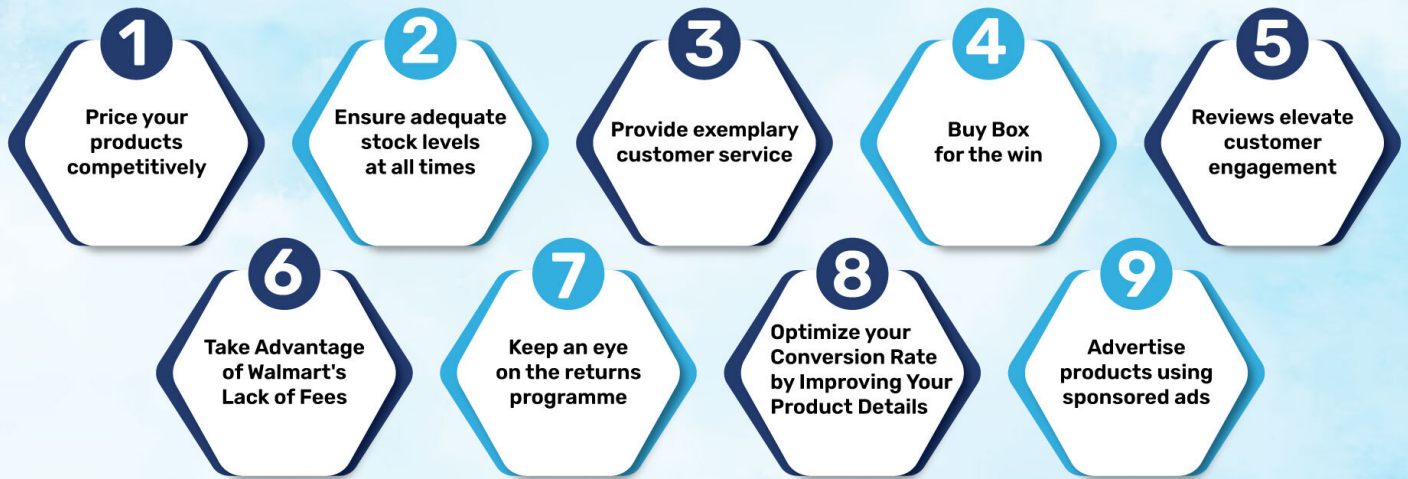 1
Price your
products
competitively
2
Ensure adequate
stock levels
at all times
3
Provide exemplary
customer service
4
Buy Box
for the win
5
Reviews elevate
customer
engagement
6
Take Advantage
of Walmart's
Lack of Fees
7
Keep an eye
on the returns
programme
8
Optimize your
Conversion Rate
by Improving Your
Product Details
9
Advertise
products using
sponsored ads